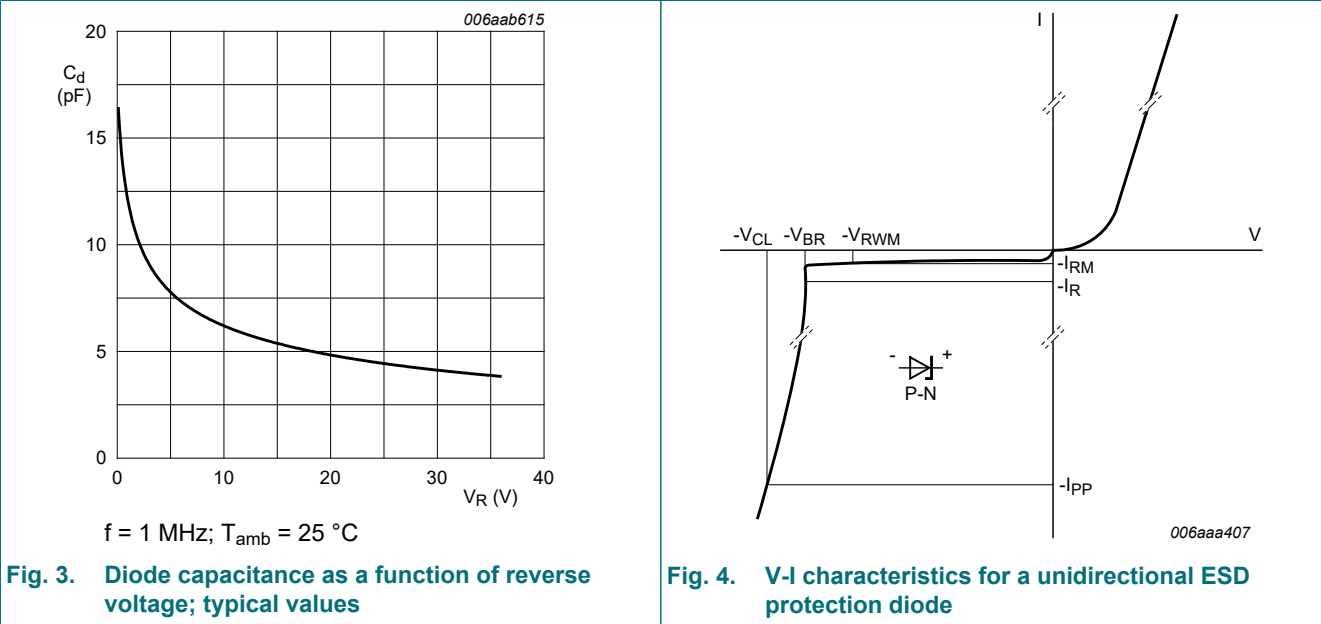 006aab615
20
Cd
(pF)
15
10
5
0
0 10 20 30 40
VR (V)
f = 1 MHz; Tamb = 25 °C
Fig. 3. Diode capacitance as a function of reverse
voltage; typical values
I
-VCL -VBR -VRWM V
-IRM
-IR
- +
P-N
-IPP
006aaa407
Fig. 4. V-I characteristics for a unidirectional ESD
protection diode